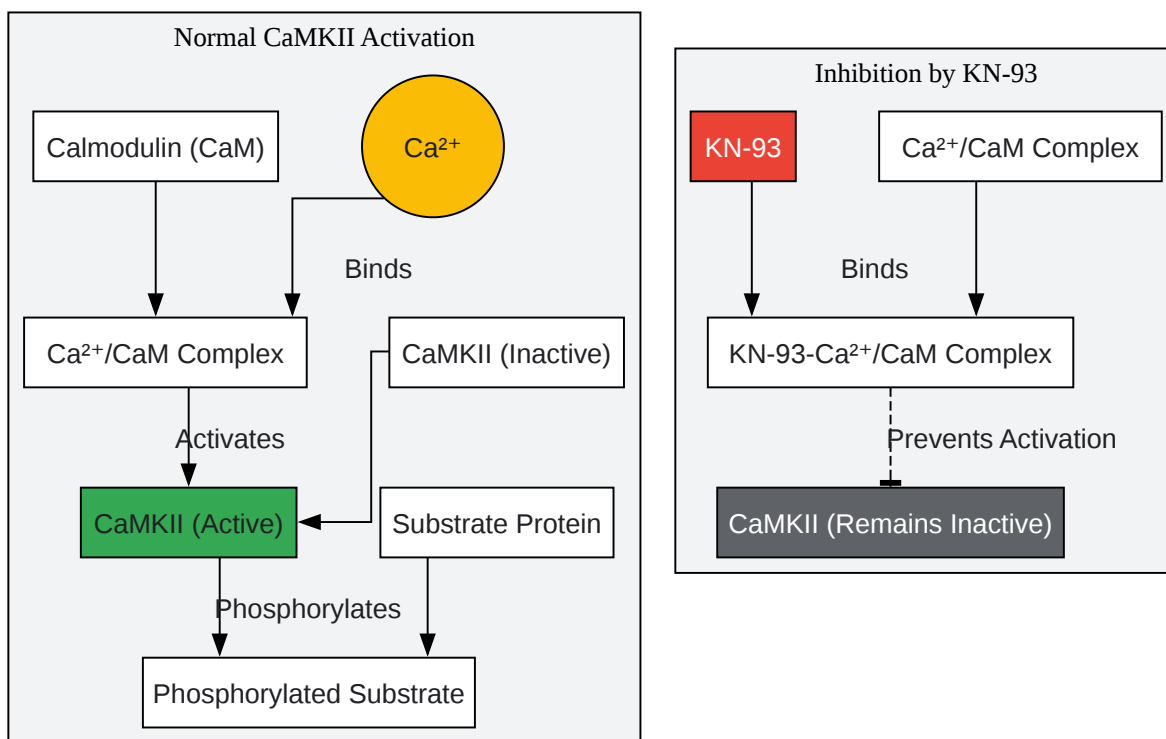 Normal CaMKII Activation
Calmodulin (CaM)
Ca²⁺
Binds
Ca²⁺/CaM Complex
CaMKII (Inactive)
Activates
CaMKII (Active)
Substrate Protein
Phosphorylates
Phosphorylated Substrate
Inhibition by KN-93
KN-93
Ca²⁺/CaM Complex
Binds
KN-93-Ca²⁺/CaM Complex
Prevents Activation
CaMKII (Remains Inactive)